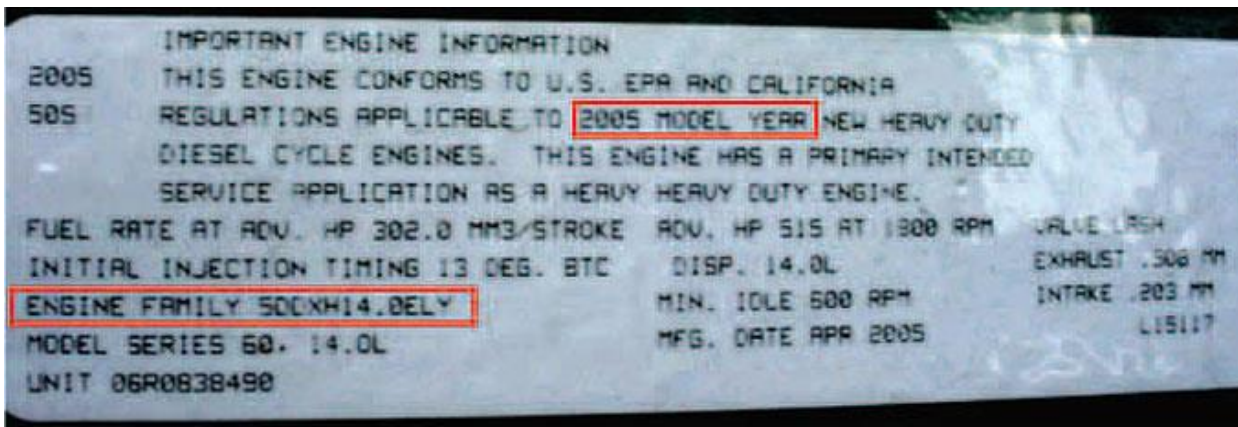 IMPORTANT ENGINE INFORMATION
2005 THIS ENGINE CONFORMS TO U.S. EPA AND CALIFORNIA
505 REGULATIONS APPLICABLE TO 2005 MODEL YEAR NEW HEAVY DUTY
DIESEL CYCLE ENGINES. THIS ENGINE HAS A PRIMARY INTENDED
SERVICE APPLICATION AS A HEAVY HEAVY DUTY ENGINE.
FUEL RATE AT ADV. HP 302.0 MM3/STROKE ADV. HP 515 AT 1800 RPM VALVE LASH
INITIAL INJECTION TIMING 13 DEG. BTC DISP. 14.0L EXHAUST .508 MM
ENGINE FAMILY 5DDXH14.0ELY MIN. IDLE 600 RPM INTAKE .203 MM
MODEL SERIES 60. 14.0L MFG. DATE APR 2005 L15117
UNIT 06R0838490